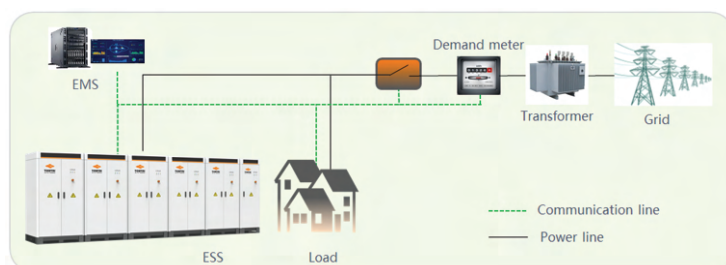 Demand meter
EMS
Transformer
Grid
ESS
Load
Communication line
Power line